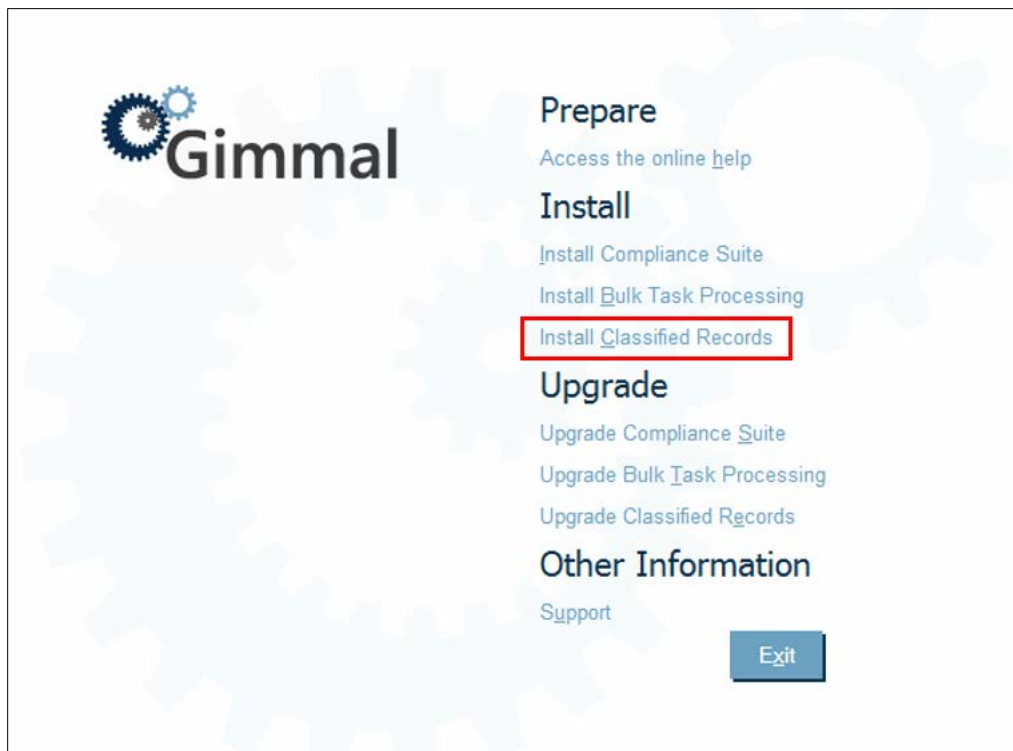 Gimmal
Prepare
Access the online help
Install
Install Compliance Suite
Install Bulk Task Processing
Install Classified Records
Upgrade
Upgrade Compliance Suite
Upgrade Bulk Task Processing
Upgrade Classified Records
Other Information
Support
Exit